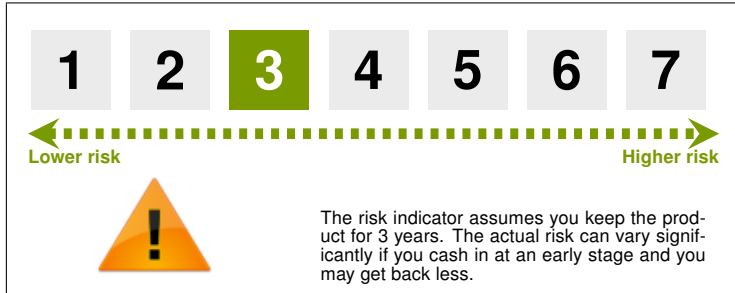 1 2 3 4 5 6 7
Lower risk Higher risk
!
The risk indicator assumes you keep the prod-
uct for 3 years. The actual risk can vary signif-
icantly if you cash in at an early stage and you
may get back less.